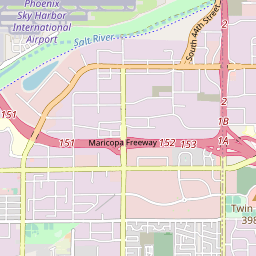 Phoenix
Sky Harbor
International
Airport
Salt River
South 44th Street
2
2
151
1B
151
Maricopa Freeway
152
153
1A
Twin
398